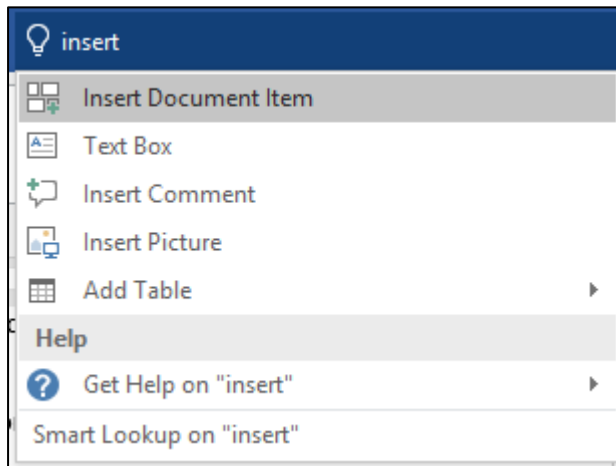 insert
Insert Document Item
Text Box
Insert Comment
Insert Picture
Add Table
Help
Get Help on "insert"
Smart Lookup on "insert"